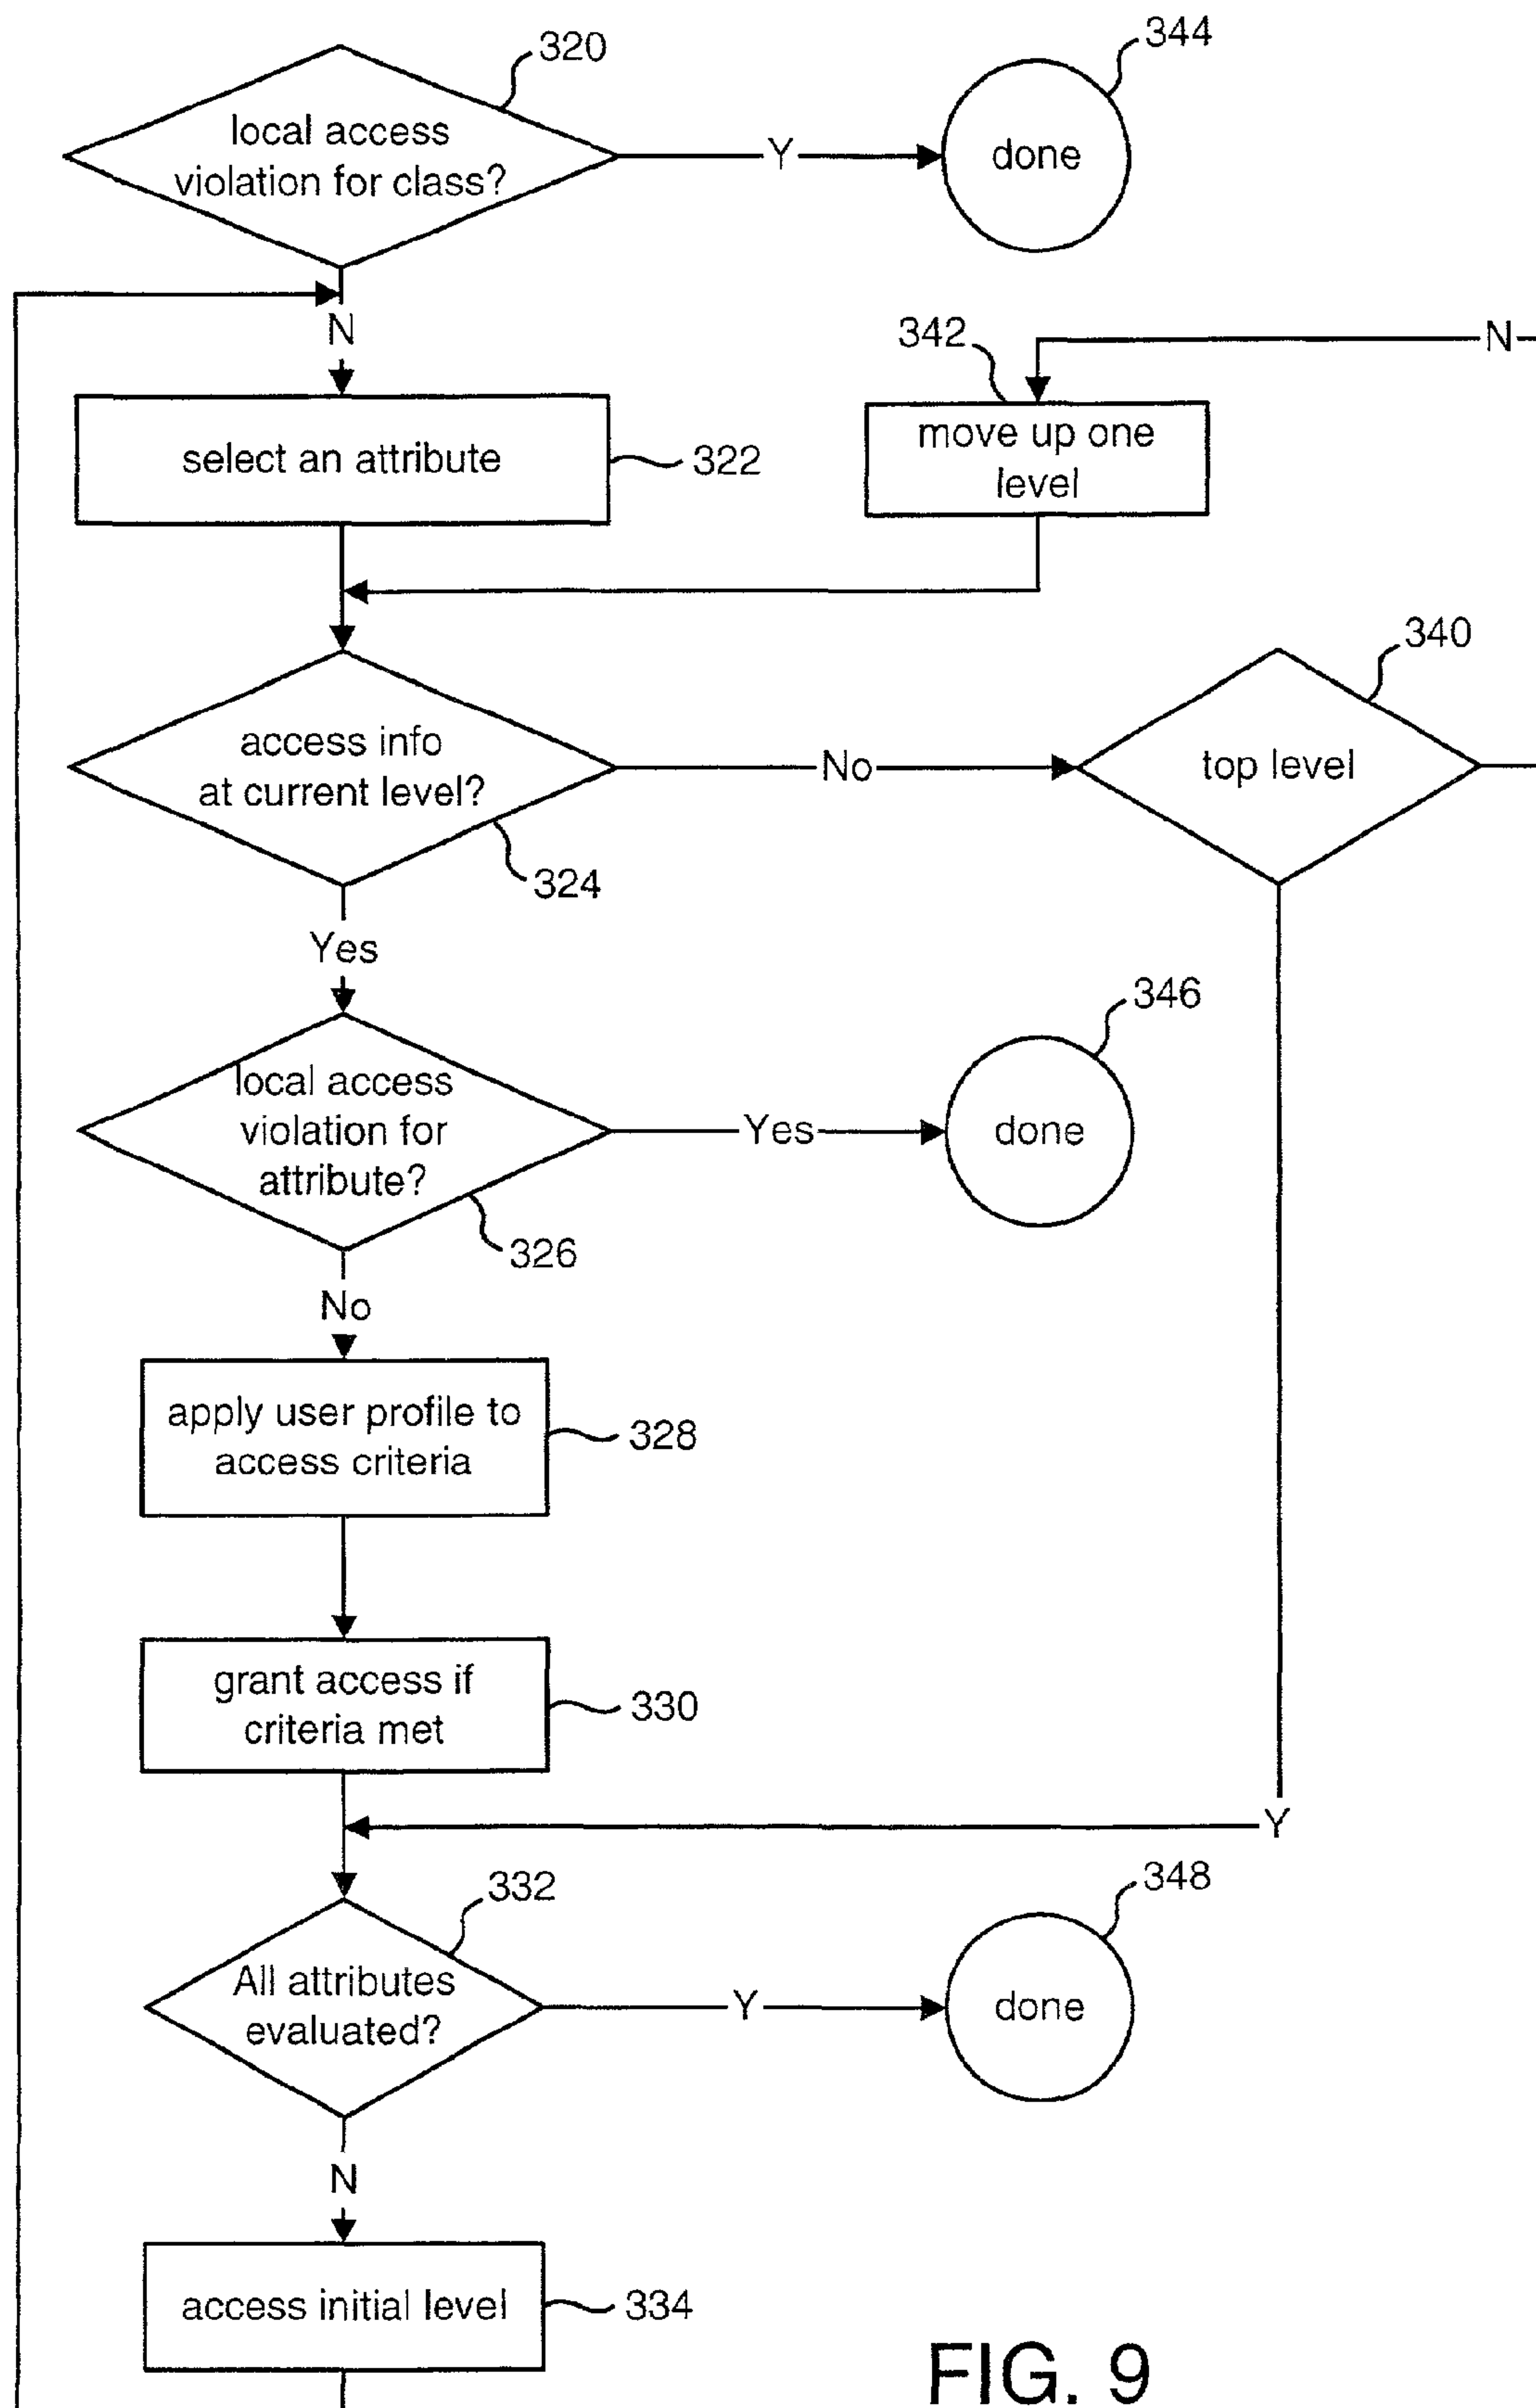 320
344
local access
violation for class?
Y
done
N
342
N
move up one
level
select an attribute
322
340
access info
at current level?
No
top level
324
Yes
346
local access
violation for
attribute?
Yes
done
326
No
apply user profile to
access criteria
328
grant access if
criteria met
330
Y
332
348
All attributes
evaluated?
Y
done
N
access initial level
334
FIG. 9